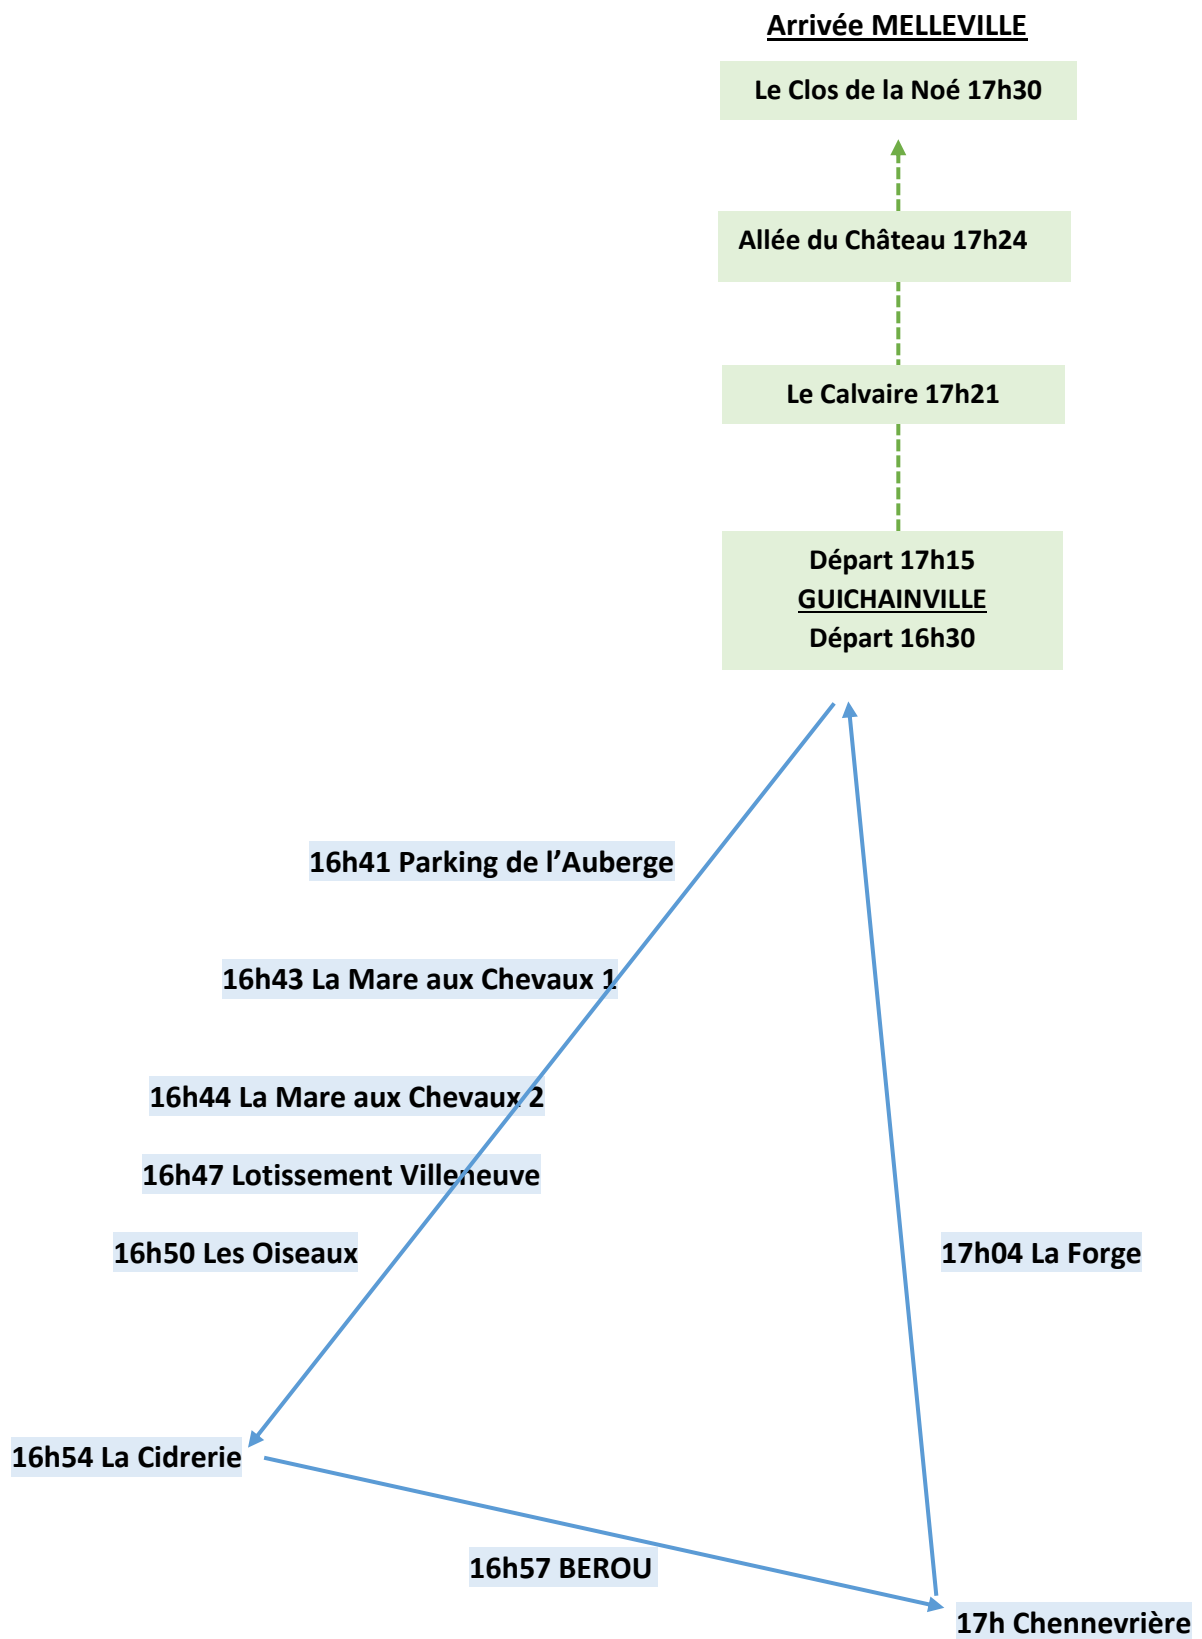 Arrivée MELLEVILLE
Le Clos de la Noé 17h30
Allée du Château 17h24
Le Calvaire 17h21
Départ 17h15
GUICHAINVILLE
Départ 16h30
16h41 Parking de l’Auberge
16h43 La Mare aux Chevaux 1
16h44 La Mare aux Chevaux 2
16h47 Lotissement Villeneuve
16h50 Les Oiseaux
17h04 La Forge
16h54 La Cidrerie
16h57 BEROU
17h Chennevrière